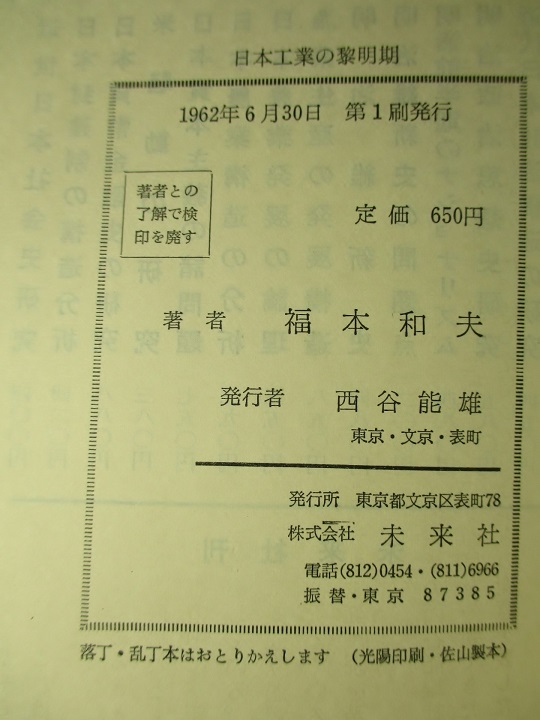 日本工業の黎明期
1962年6月30日 第1刷発行
著者との
了解で検
印を廃す
定価 650円
著者 福本和夫
発行者 西谷能雄
東京・文京・表町
発行所 東京都文京区表町78
株式会社 未来社
電話(812)0454・(811)6966
振替・東京 87385
落丁・乱丁本はおとりかえします (光陽印刷・佐山製本)